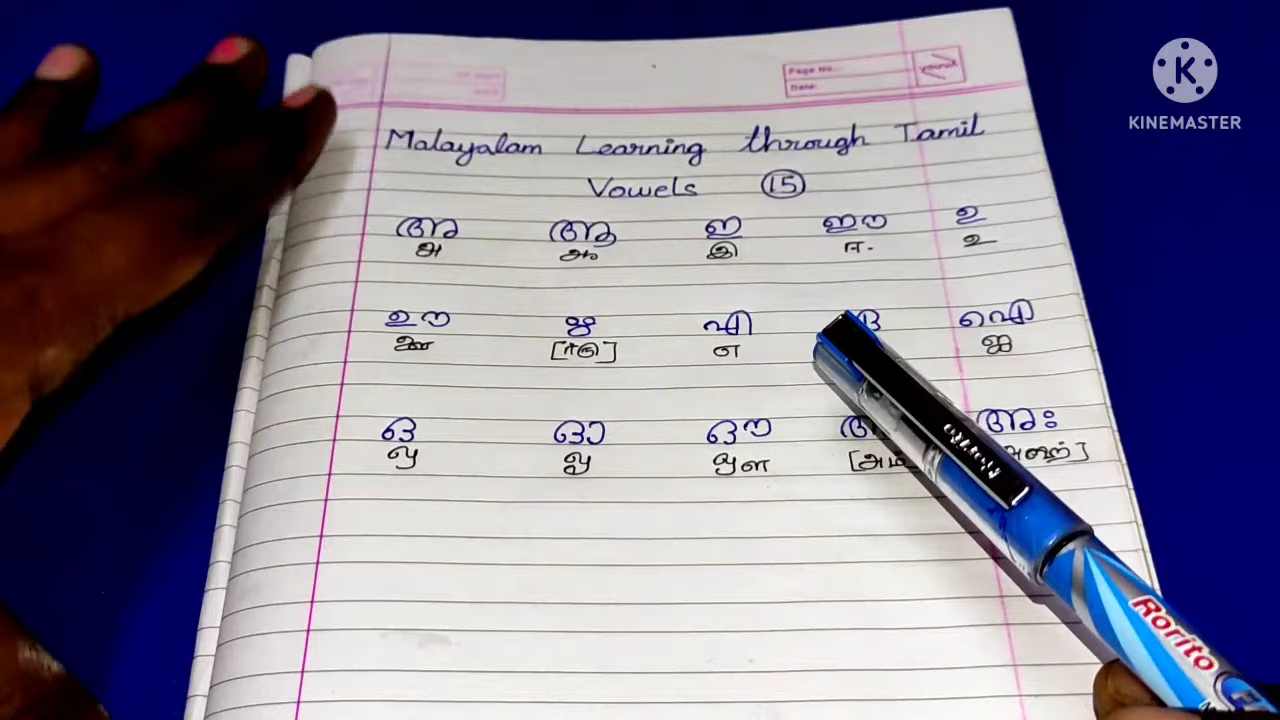 KINEMASTER
Page No.:
Date:
Malayalam Learning through Tamil
Vowels 15
അ ആ ഇ ഈ ഉ
அ ஆ இ ஈ உ
ഉൗ ഋ എ ഐ
ஊ [ரு] எ ஐ
ഒ ഓ ഔ അഃ
ஒ ஓ ஔ
Rorito